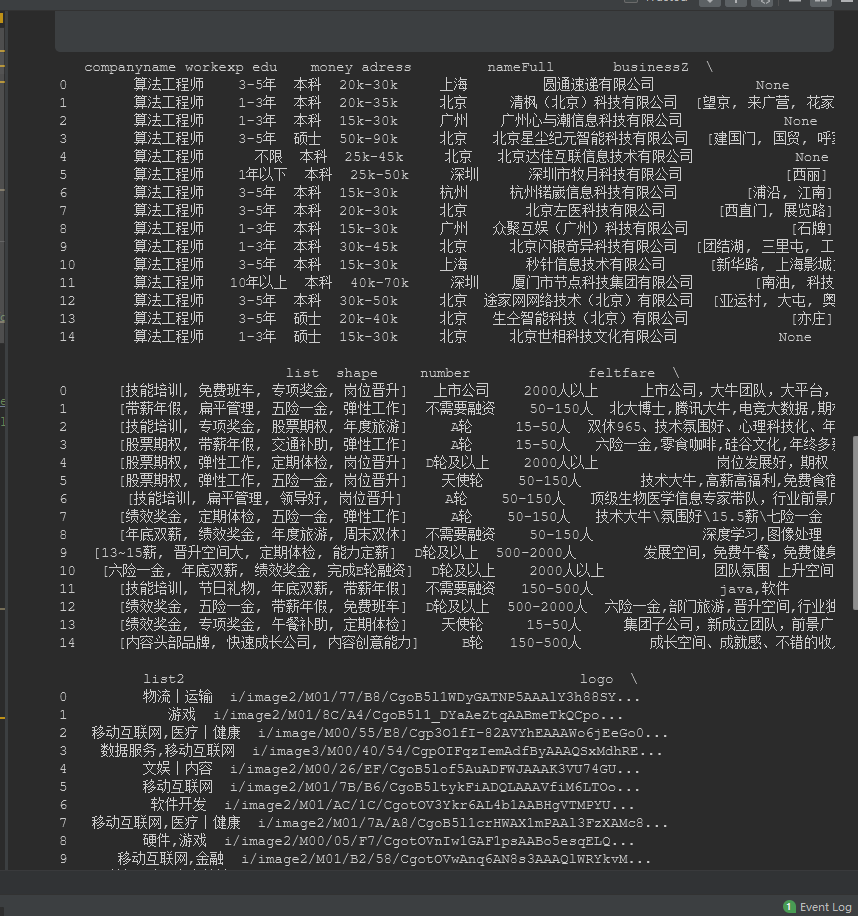 companyname workexp edu money adress nameFull businessZ \
0 算法工程师 3-5年 本科 20k-30k 上海 圆通速递有限公司 None
1 算法工程师 1-3年 本科 20k-35k 北京 清枫（北京）科技有限公司 [望京, 来广营, 花家
2 算法工程师 1-3年 本科 15k-30k 广州 广州心与潮信息科技有限公司 None
3 算法工程师 3-5年 硕士 50k-90k 北京 北京星尘纪元智能科技有限公司 [建国门, 国贸, 呼家
4 算法工程师 不限 本科 25k-45k 北京 北京达佳互联信息技术有限公司 None
5 算法工程师 1年以下 本科 25k-50k 深圳 深圳市牧月科技有限公司 [西丽]
6 算法工程师 3-5年 本科 15k-30k 杭州 杭州锘崴信息科技有限公司 [浦沿, 江南]
7 算法工程师 3-5年 本科 20k-30k 北京 北京左医科技有限公司 [西直门, 展览路]
8 算法工程师 1-3年 本科 15k-30k 广州 众聚互娱（广州）科技有限公司 [石牌]
9 算法工程师 1-3年 本科 30k-45k 北京 北京闪银奇异科技有限公司 [团结湖, 三里屯, 工
10 算法工程师 3-5年 本科 15k-30k 上海 秒针信息技术有限公司 [新华路, 上海影城
11 算法工程师 10年以上 本科 40k-70k 深圳 厦门市节点科技集团有限公司 [南油, 科技
12 算法工程师 3-5年 本科 30k-50k 北京 途家网网络技术（北京）有限公司 [亚运村, 大屯, 奥
13 算法工程师 3-5年 硕士 20k-40k 北京 生仝智能科技（北京）有限公司 [亦庄]
14 算法工程师 1-3年 硕士 15k-30k 北京 北京世相科技文化有限公司 None
list shape number feltfare \
0 [技能培训, 免费班车, 专项奖金, 岗位晋升] 上市公司 2000人以上 上市公司，大牛团队，大平台，
1 [带薪年假, 扁平管理, 五险一金, 弹性工作] 不需要融资 50-150人 北大博士,腾讯大牛,电竞大数据,期权
2 [技能培训, 专项奖金, 股票期权, 年度旅游] A轮 15-50人 双休965、技术氛围好、心理科技化、年
3 [股票期权, 带薪年假, 交通补助, 弹性工作] A轮 15-50人 六险一金,零食咖啡,硅谷文化,年终多薪
4 [股票期权, 弹性工作, 定期体检, 岗位晋升] D轮及以上 2000人以上 岗位发展好，期权
5 [股票期权, 弹性工作, 五险一金, 岗位晋升] 天使轮 50-150人 技术大牛,高薪高福利,免费食宿
6 [技能培训, 扁平管理, 领导好, 岗位晋升] A轮 50-150人 顶级生物医学信息专家带队，行业前景广
7 [绩效奖金, 定期体检, 五险一金, 弹性工作] A轮 50-150人 技术大牛\氛围好\15.5薪\七险一金
8 [年底双薪, 绩效奖金, 年度旅游, 周末双休] 不需要融资 50-150人 深度学习,图像处理
9 [13~15薪, 晋升空间大, 定期体检, 能力定薪] D轮及以上 500-2000人 发展空间，免费午餐，免费健身
10 [六险一金, 年底双薪, 绩效奖金, 完成E轮融资] D轮及以上 2000人以上 团队氛围 上升空间
11 [技能培训, 节日礼物, 年底双薪, 带薪年假] 不需要融资 150-500人 java,软件
12 [绩效奖金, 五险一金, 带薪年假, 免费班车] D轮及以上 500-2000人 六险一金,部门旅游,晋升空间,行业独
13 [绩效奖金, 专项奖金, 午餐补助, 定期体检] 天使轮 15-50人 集团子公司，新成立团队，前景广
14 [内容头部品牌, 快速成长公司, 内容创意能力] B轮 150-500人 成长空间、成就感、不错的收入
list2 logo \
0 物流丨运输 i/image2/M01/77/B8/CgoB5l1WDyGATNP5AAAlY3h88SY...
1 游戏 i/image2/M01/8C/A4/CgoB5l1_DYaAeZtqAABmeTkQCpo...
2 移动互联网,医疗丨健康 i/image/M00/55/E8/Cgp3O1fI-82AVYhEAAAWo6jEeGo0...
3 数据服务,移动互联网 image3/M00/40/54/CgpOIFqzIemAdfByAAAQSxMdhRE...
4 文娱丨内容 i/image2/M00/26/EF/CgoB5lof5AuADFWJAAAK3VU74GU...
5 移动互联网 i/image2/M01/7B/B6/CgoB5ltykFiADQLAAAVfiM6LTOo...
6 软件开发 i/image2/M01/AC/1C/CgotOV3Ykr6AL4b1AABHgVTMPYU...
7 移动互联网,医疗丨健康 i/image2/M01/7A/A8/CgoB5l1crHWAX1mPAAl3FzXAMc8...
8 硬件,游戏 i/image2/M00/05/F7/CgotOVnIwlGAF1psAABo5esqELQ...
9 移动互联网,金融 i/image2/M01/B2/58/CgotOVwAnq6AN8s3AAAQlWRYkvM...
1 Event Log